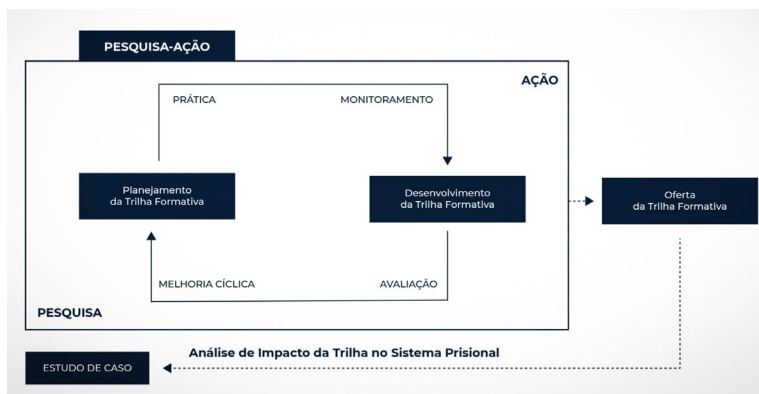 PESQUISA-AÇÃO
AÇÃO
PRÁTICA
MONITORAMENTO
Planejamento
da Trilha Formativa
Desenvolvimento
da Trilha Formativa
Oferta
da Trilha Formativa
MELHORIA CÍCLICA
AVALIAÇÃO
PESQUISA
Análise de Impacto da Trilha no Sistema Prisional
ESTUDO DE CASO